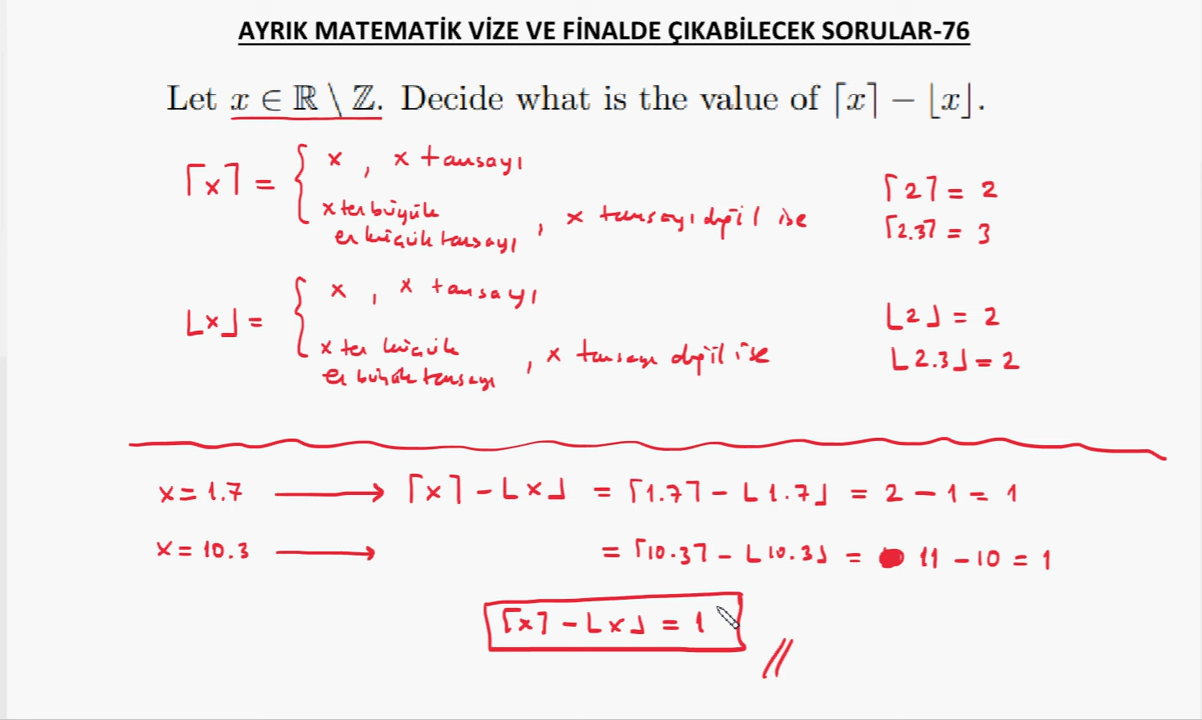 AYRIK MATEMATİK VİZE VE FİNALDE ÇIKABİLECEK SORULAR-76
Let x ∈ ℝ \ ℤ. Decide what is the value of ⌈x⌉ − ⌊x⌋.
⌈x⌉ = { x , x tamsayı
x ten büyük
en küçük tamsayı , x tamsayı değil ise
⌈2⌉ = 2
⌈2.3⌉ = 3
⌊x⌋ = { x , x tamsayı
x ten küçük
en büyük tamsayı , x tamsayı değil ise
⌊2⌋ = 2
⌊2.3⌋ = 2
x = 1.7 → ⌈x⌉ - ⌊x⌋ = ⌈1.7⌉ - ⌊1.7⌋ = 2 - 1 = 1
x = 10.3 → = ⌈10.3⌉ - ⌊10.3⌋ = 11 - 10 = 1
⌈x⌉ - ⌊x⌋ = 1 //